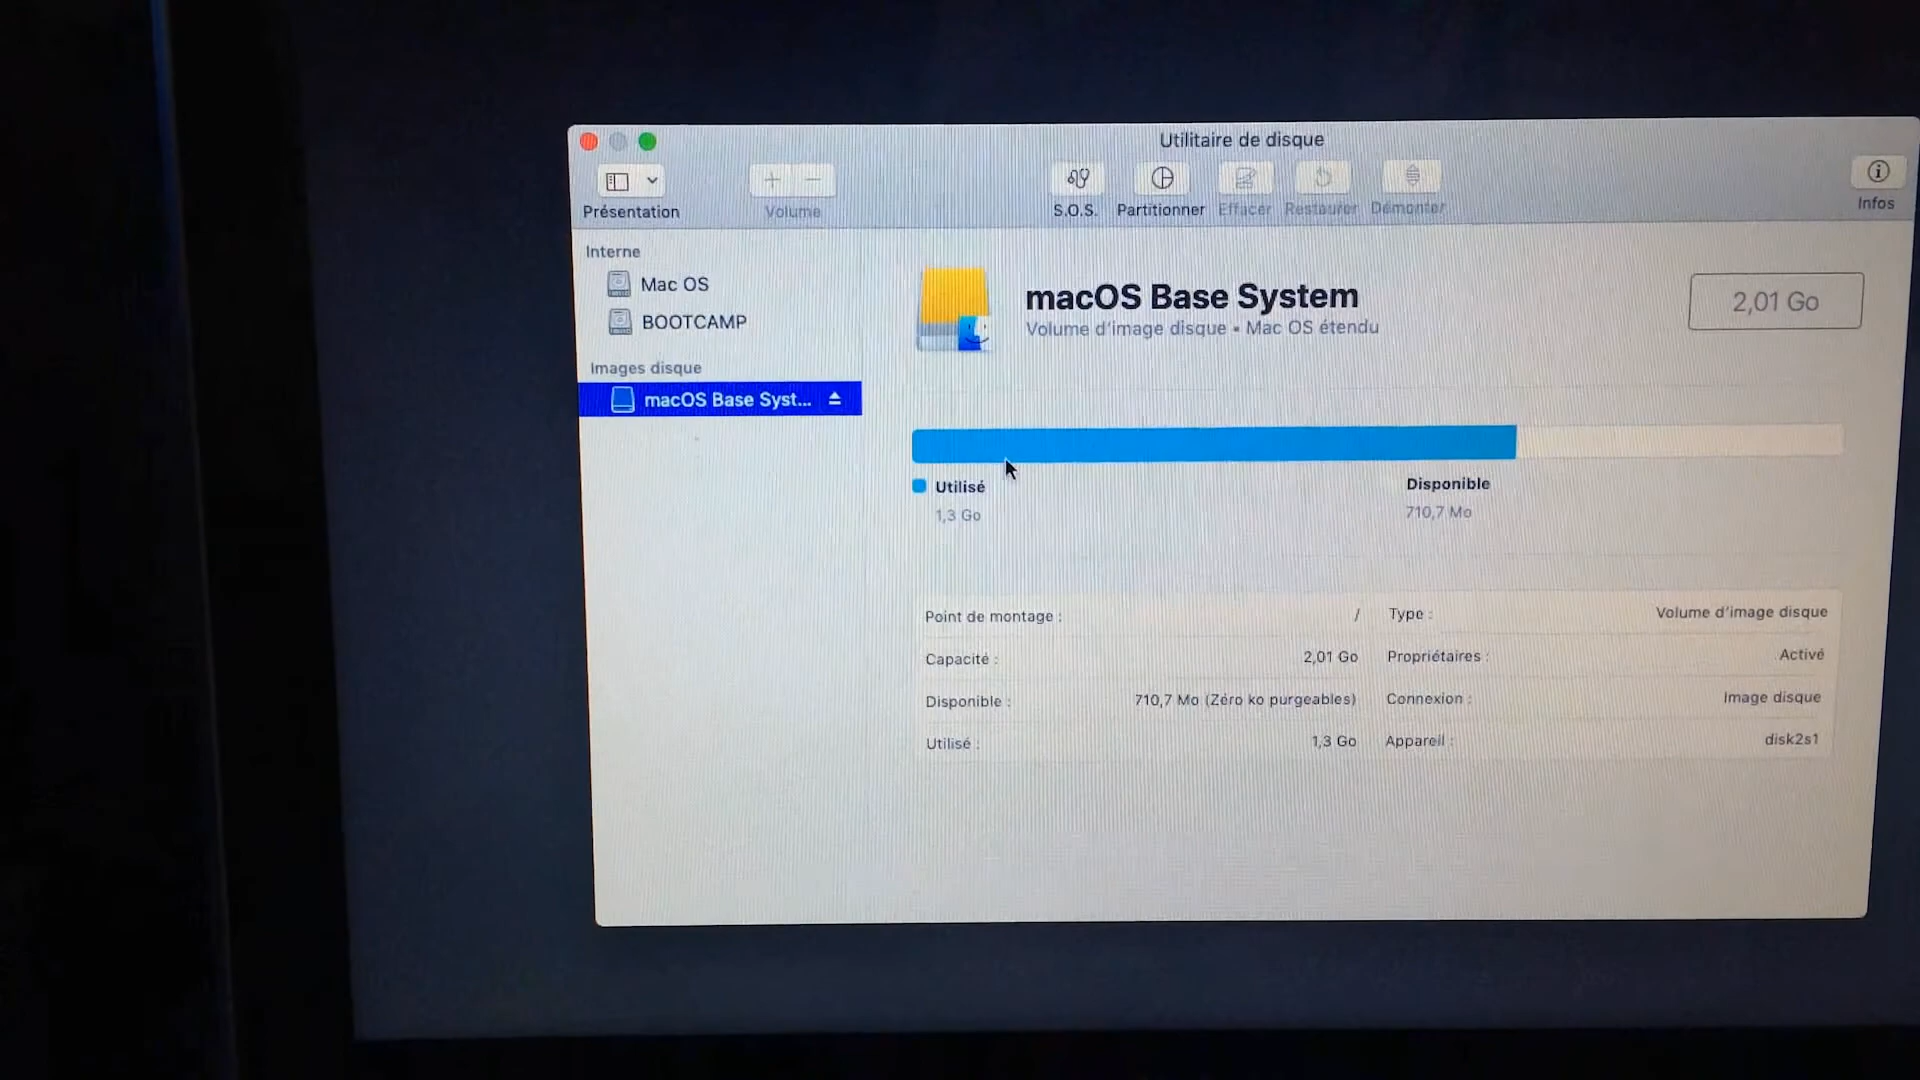 Utilitaire de disque
Présentation
Volume
S.O.S.
Partitionner
Effacer
Restaurer
Démonter
Infos
Interne
Mac OS
BOOTCAMP
Images disque
macOS Base Syst...
macOS Base System
Volume d'image disque • Mac OS étendu
2,01 Go
Utilisé
1,3 Go
Disponible
710,7 Mo
Point de montage : /
Capacité : 2,01 Go
Disponible : 710,7 Mo (Zéro ko purgeables)
Utilisé : 1,3 Go
Type : Volume d'image disque
Propriétaires : Activé
Connexion : Image disque
Appareil : disk2s1